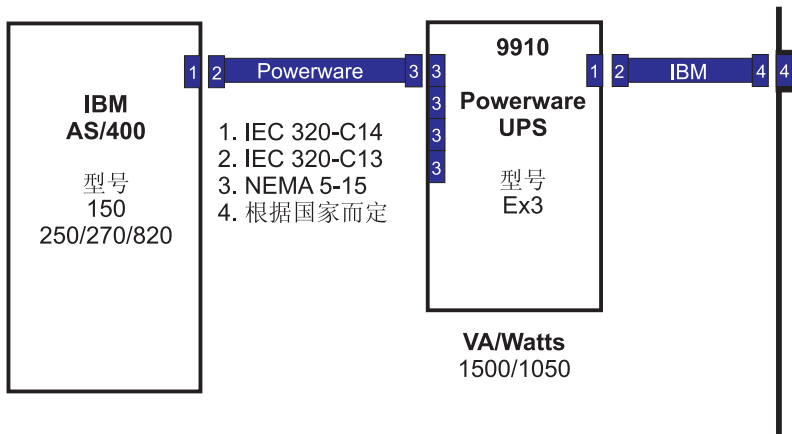 IBM
AS/400
型号
150
250/270/820
1
2
Powerware
3
1. IEC 320-C14
2. IEC 320-C13
3. NEMA 5-15
4. 根据国家而定
9910
3
3
3
3
1
Powerware
UPS
型号
Ex3
VA/Watts
1500/1050
2
IBM
4
4